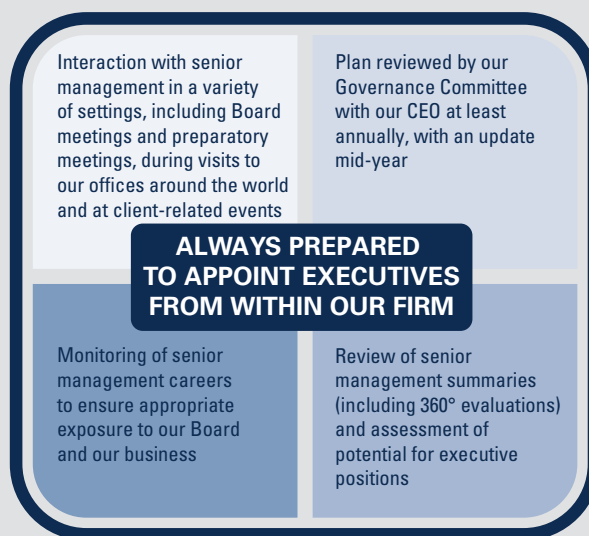 Interaction with senior
management in a variety
of settings, including Board
meetings and preparatory
meetings, during visits to
our offices around the world
and at client-related events
Plan reviewed by our
Governance Committee
with our CEO at least
annually, with an update
mid-year
ALWAYS PREPARED
TO APPOINT EXECUTIVES
FROM WITHIN OUR FIRM
Monitoring of senior
management careers
to ensure appropriate
exposure to our Board
and our business
Review of senior
management summaries
(including 360° evaluations)
and assessment of
potential for executive
positions